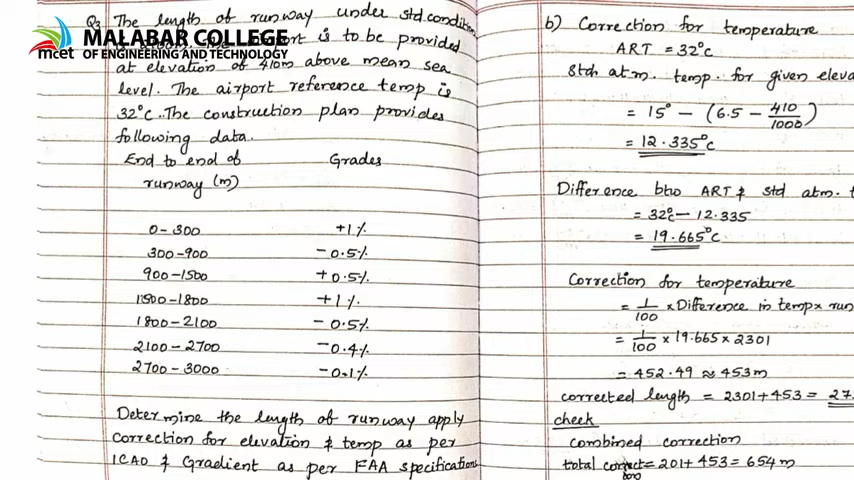 Q3 The length of runway under std. condition
MALABAR COLLEGE
OF ENGINEERING AND TECHNOLOGY
mcet
is to be provided
at elevation of 410m above mean sea
level. The airport reference temp is
32°C. The construction plan provides
following data.
End to end of Grades
runway (m)
0-300 +1%
300-900 -0.5%
900-1500 +0.5%
1500-1800 +1%
1800-2100 -0.5%
2100-2700 -0.4%
2700-3000 -0.1%
Determine the length of runway apply
correction for elevation & temp as per
ICAO & Gradient as per FAA specifications
b) Correction for temperature
ART = 32°C
Std atm. temp. for given eleva
= 15° - (6.5 - 410/1000)
= 12.335°C
Difference btw ART & std atm. t
= 32°C - 12.335
= 19.665°C
Correction for temperature
= 1/100 × Difference in temp × run
= 1/100 × 19.665 × 2301
= 452.49 ≈ 453m
corrected length = 2301 + 453 = 27
check
combined correction
total correct = 201 + 453 = 654 m